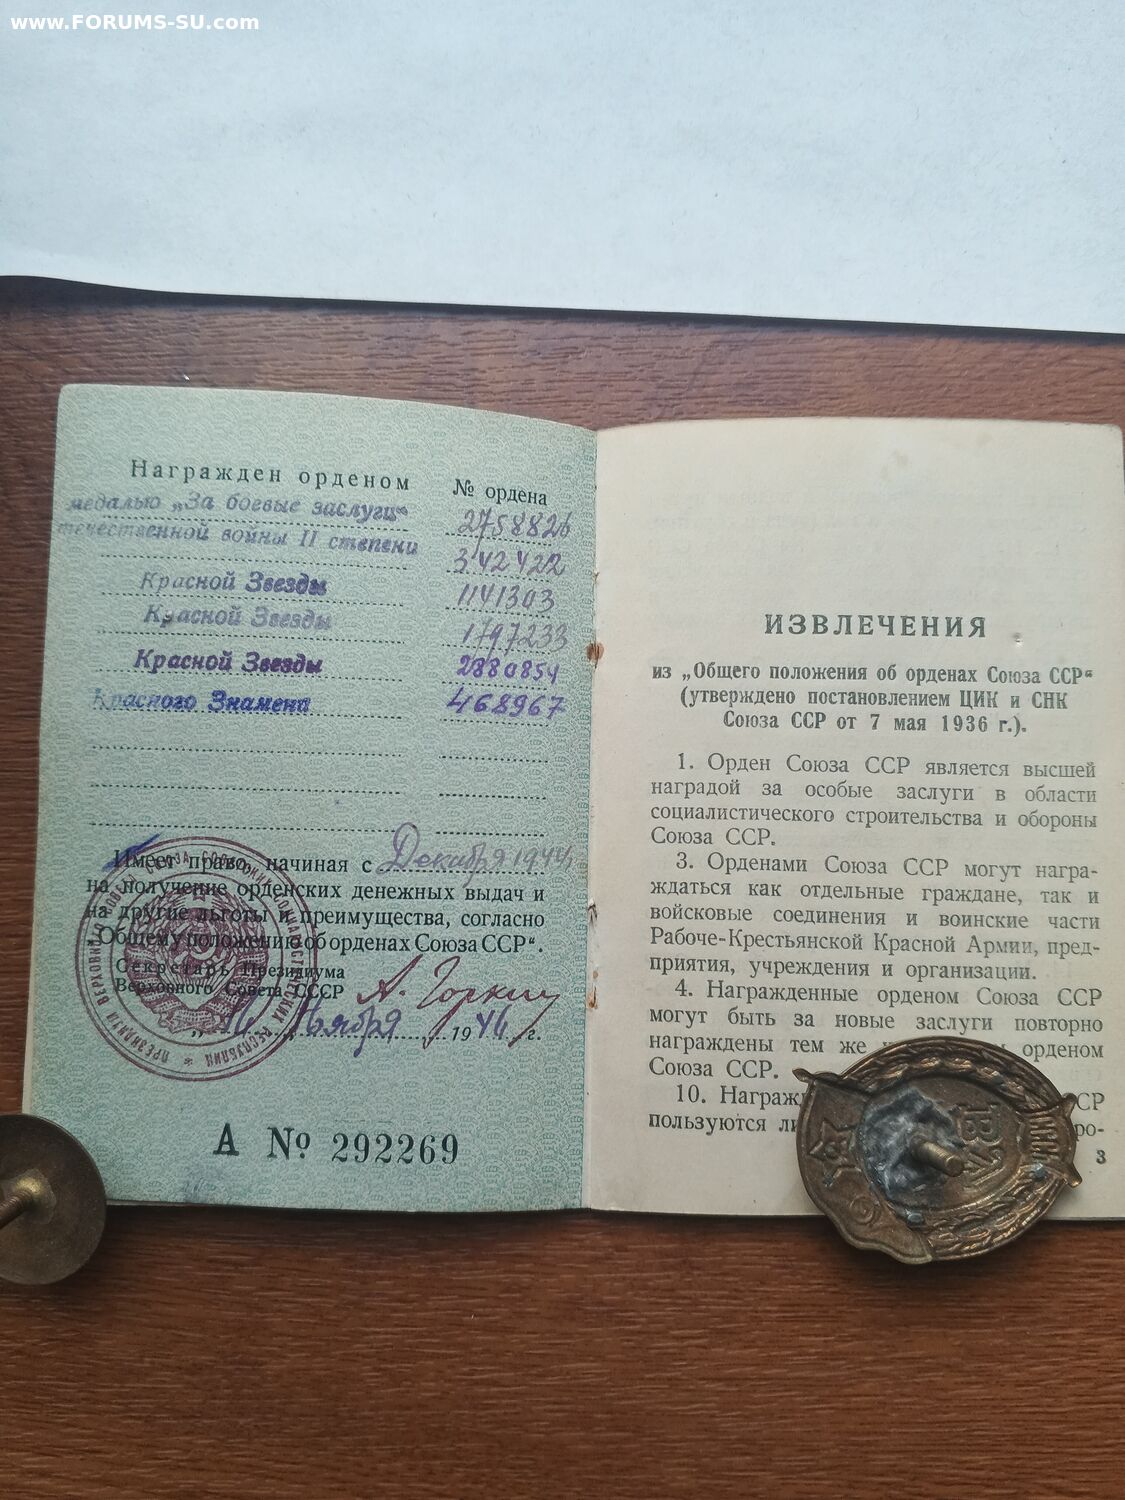 www.FORUMS-SU.com
Награжден орденом
№ ордена
медалью „За боевые заслуги“ 2758826
течественной войны II степени 342422
Красной Звезды 1141303
Красной Звезды 1797233
Красной Звезды 2880854
Красного Знамени 468967
Имеет право, начиная с Декабря 1944
на получение орденских денежных выдач и
на другие льготы и преимущества, согласно
„Общему положению об орденах Союза ССР“.
Секретарь Президиума
Верховного Совета СССР А. Горкин
Ноября 1946 г.
А № 292269
ИЗВЛЕЧЕНИЯ
из „Общего положения об орденах Союза ССР“
(утверждено постановлением ЦИК и СНК
Союза ССР от 7 мая 1936 г.).
1. Орден Союза ССР является высшей
наградой за особые заслуги в области
социалистического строительства и обороны
Союза ССР.
3. Орденами Союза ССР могут награ-
ждаться как отдельные граждане, так и
войсковые соединения и воинские части
Рабоче-Крестьянской Красной Армии, пред-
приятия, учреждения и организации.
4. Награжденные орденом Союза ССР
могут быть за новые заслуги повторно
награждены тем же орденом
Союза ССР.
10. Награж ССР
пользуются ро-
3